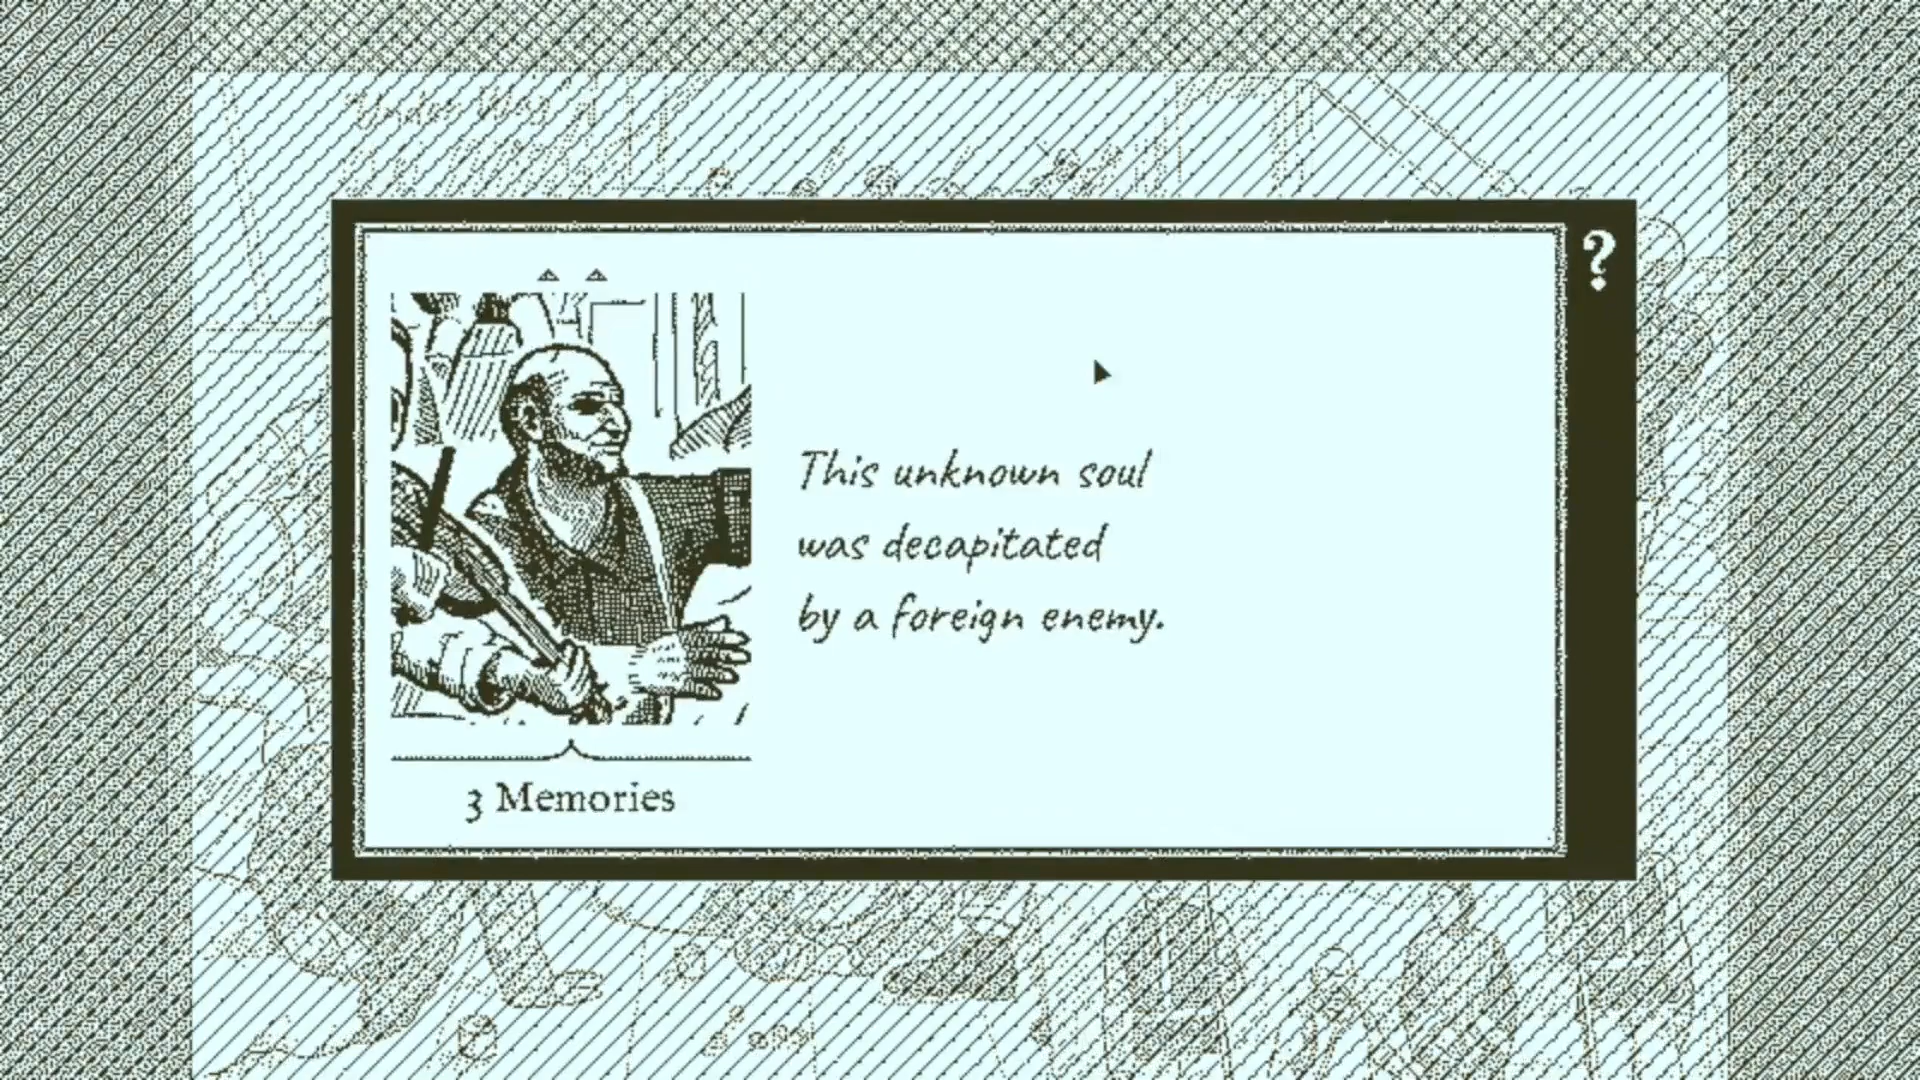 ?
This unknown soul
was decapitated
by a foreign enemy.
3 Memories